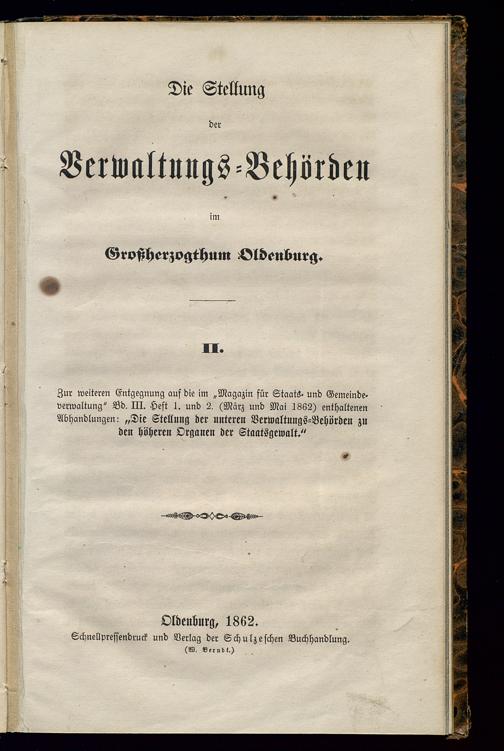 Die Stellung
der
Verwaltungs-Behörden
im
Großherzogthum Oldenburg.
II.
Zur weiteren Entgegnung auf die im „Magazin für Staats- und Gemeinde-
verwaltung“ Bd. III. Heft 1. und 2. (März und Mai 1862) enthaltenen
Abhandlungen: „Die Stellung der unteren Verwaltungs-Behörden zu
den höheren Organen der Staatsgewalt.“
Oldenburg, 1862.
Schnellpressendruck und Verlag der Schulzeschen Buchhandlung.
(W. Berndt.)